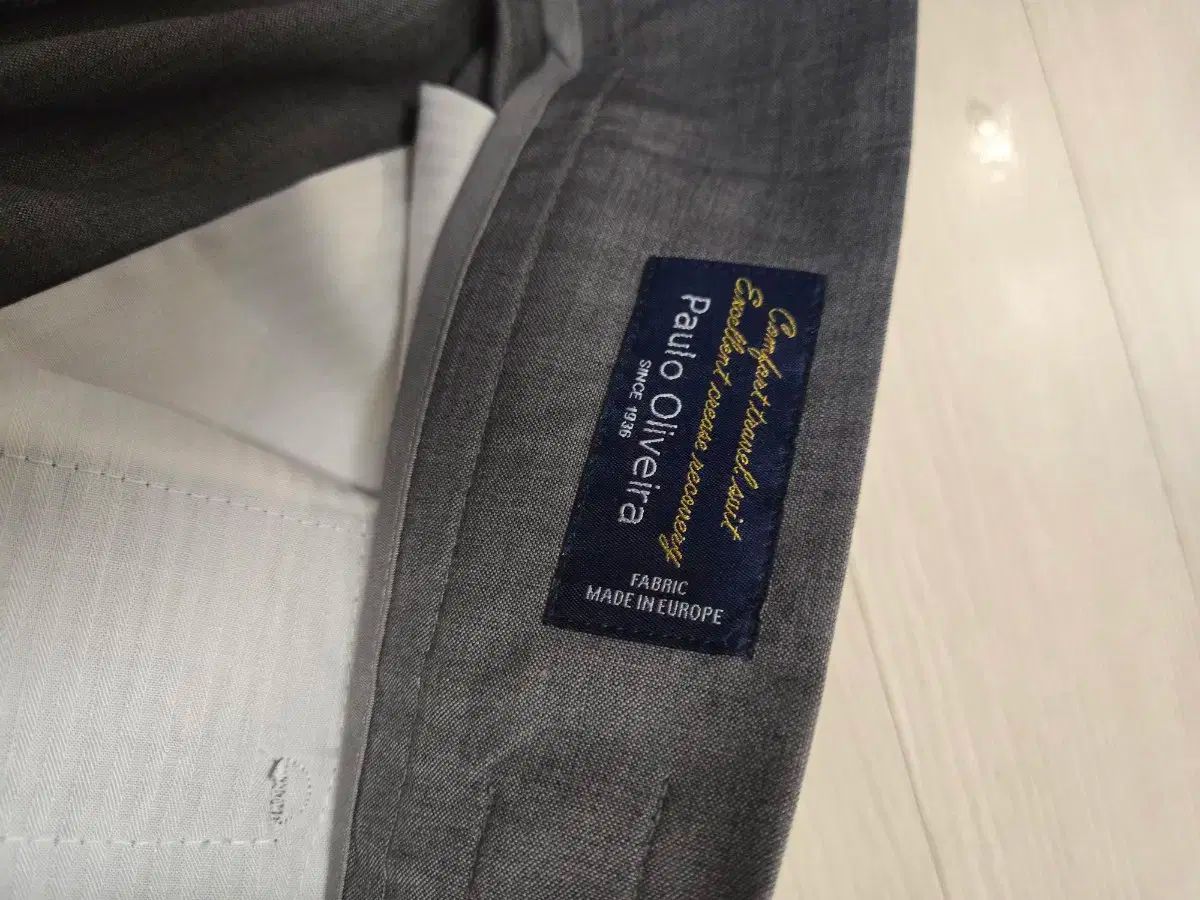 Comfort travel suit
Excellent crease recovery
Paulo Oliveira
SINCE 1936
FABRIC
MADE IN EUROPE